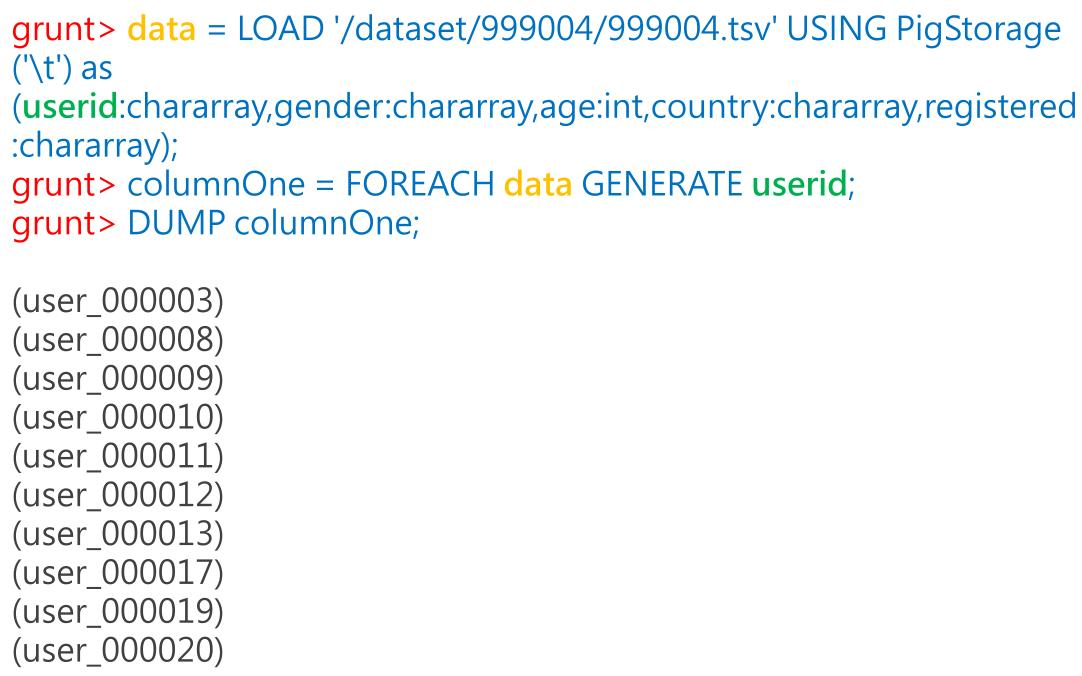 grunt> data = LOAD '/dataset/999004/999004.tsv' USING PigStorage
('\t') as
(userid:chararray,gender:chararray,age:int,country:chararray,registered
:chararray);
grunt> columnOne = FOREACH data GENERATE userid;
grunt> DUMP columnOne;
(user_000003)
(user_000008)
(user_000009)
(user_000010)
(user_000011)
(user_000012)
(user_000013)
(user_000017)
(user_000019)
(user_000020)